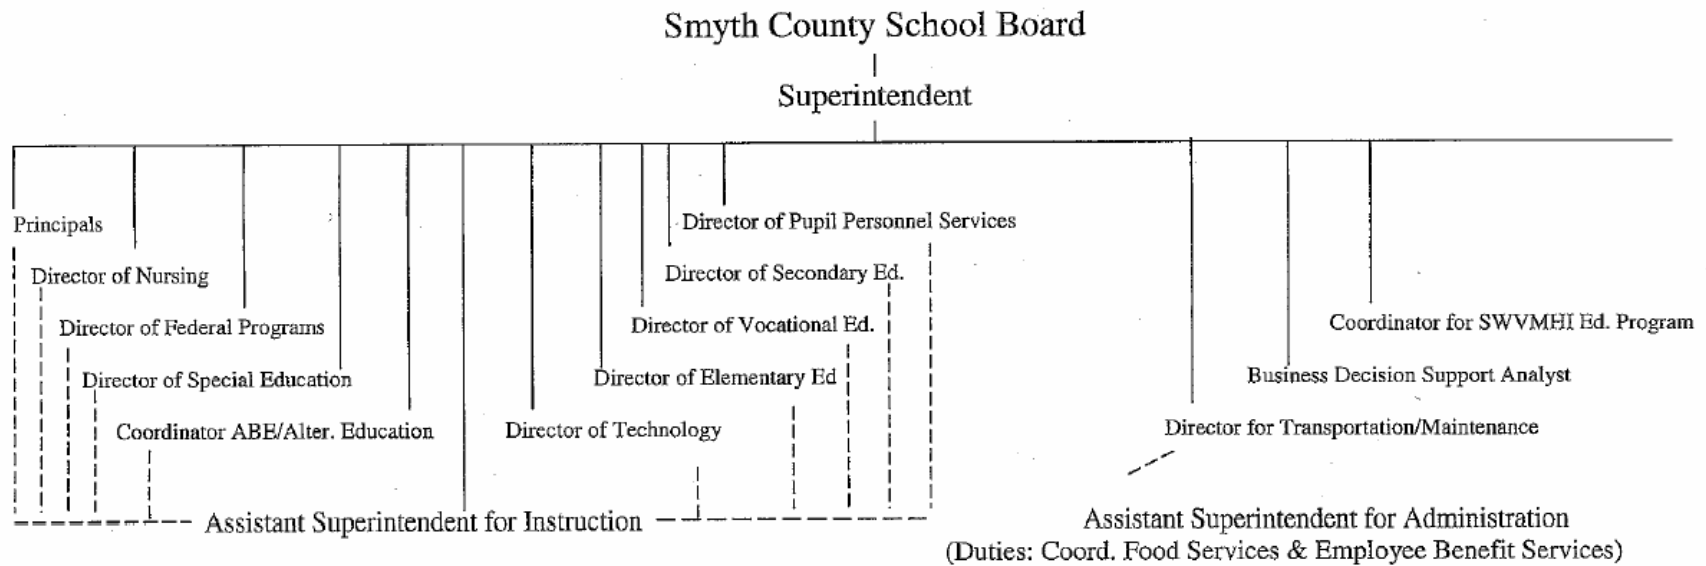 Smyth County School Board
Superintendent
Principals
Director of Nursing
Director of Federal Programs
Director of Special Education
Coordinator ABE/Alter. Education
Director of Pupil Personnel Services
Director of Secondary Ed.
Director of Vocational Ed.
Director of Elementary Ed
Director of Technology
Assistant Superintendent for Instruction
Coordinator for SWVMHI Ed. Program
Business Decision Support Analyst
Director for Transportation/Maintenance
Assistant Superintendent for Administration
(Duties: Coord. Food Services & Employee Benefit Services)